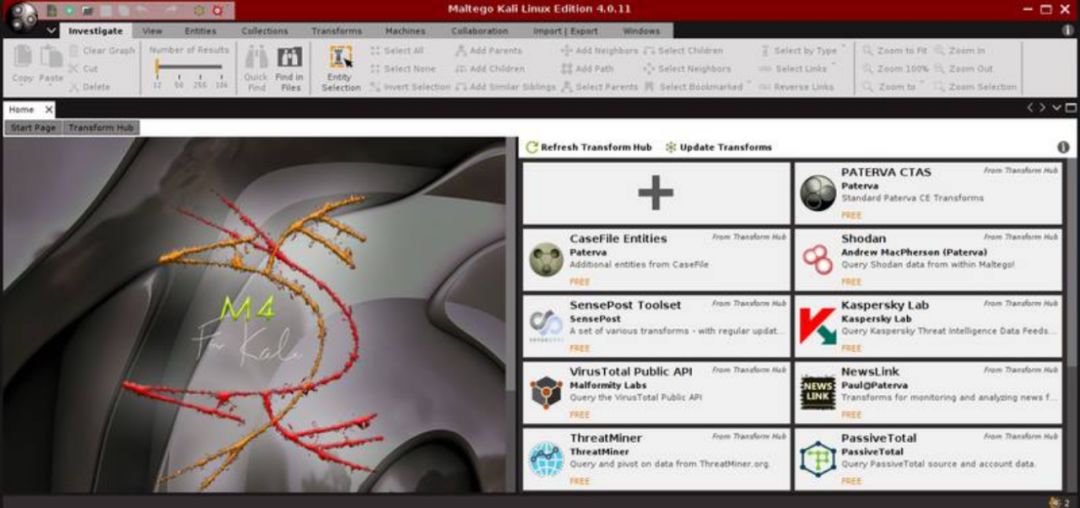 Maltego Kali Linux Edition 4.0.11
Investigate View Entities Collections Transforms Machines Collaboration Import | Export Windows
Copy Paste
Clear Graph
Cut
Delete
Number of Results
12 50 255 10k
Quick Find
Find in Files
Entity Selection
Select All
Select None
Invert Selection
Add Parents
Add Children
Add Similar Siblings
Add Neighbors
Add Path
Select Parents
Select Children
Select Neighbors
Select Bookmarked
Select by Type
Select Links
Reverse Links
Zoom to Fit
Zoom 100%
Zoom to
Zoom In
Zoom Out
Zoom Selection
Home
Start Page Transform Hub
M4
For Kali
Refresh Transform Hub Update Transforms
PATERVA CTAS
From Transform Hub
Paterva
Standard Paterva CE Transforms
FREE
CaseFile Entities
From Transform Hub
Paterva
Additional entities from CaseFile
FREE
Shodan
From Transform Hub
Andrew MacPherson (Paterva)
Query Shodan data from within Maltego!
FREE
SensePost Toolset
From Transform Hub
SensePost
A set of various transforms - with regular updat...
FREE
Kaspersky Lab
From Transform Hub
Kaspersky Lab
Query Kaspersky Threat Intelligence Data Feeds...
FREE
VirusTotal Public API
From Transform Hub
Malformity Labs
Query the VirusTotal Public API
FREE
NEWS
LINK
NewsLink
From Transform Hub
Paul@Paterva
Transforms for monitoring and analyzing news f...
FREE
ThreatMiner
From Transform Hub
ThreatMiner
Query and pivot on data from ThreatMiner.org.
FREE
PassiveTotal
From Transform Hub
PassiveTotal
Query PassiveTotal source and account data.
FREE
2